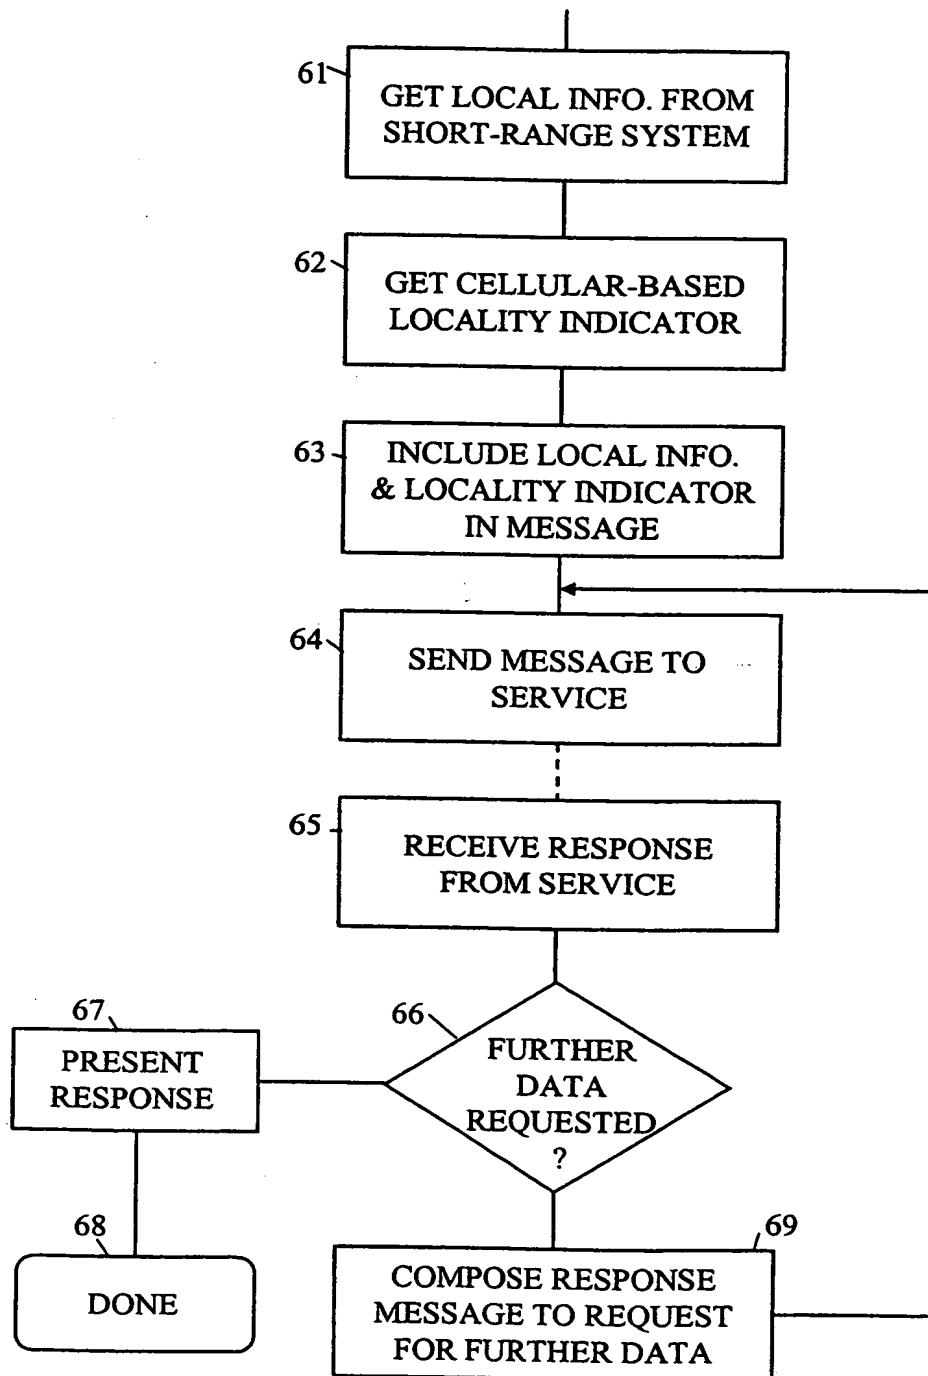 61
GET LOCAL INFO. FROM
SHORT-RANGE SYSTEM
62
GET CELLULAR-BASED
LOCALITY INDICATOR
63
INCLUDE LOCAL INFO.
& LOCALITY INDICATOR
IN MESSAGE
64
SEND MESSAGE TO
SERVICE
65
RECEIVE RESPONSE
FROM SERVICE
66
FURTHER
DATA
REQUESTED
?
67
PRESENT
RESPONSE
68
DONE
69
COMPOSE RESPONSE
MESSAGE TO REQUEST
FOR FURTHER DATA